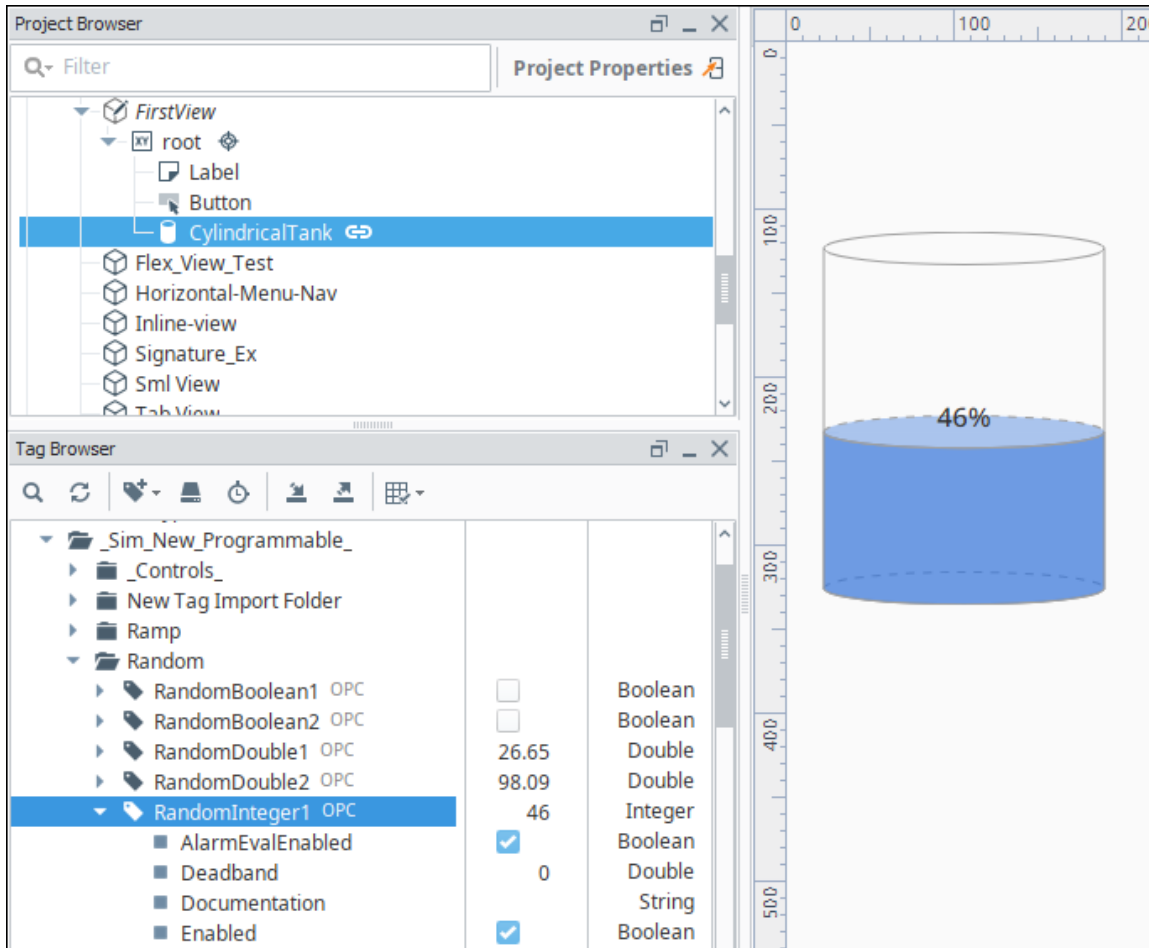 Project Browser
Filter
Project Properties
FirstView
root
Label
Button
CylindricalTank
Flex_View_Test
Horizontal-Menu-Nav
Inline-view
Signature_Ex
Sml View
Tab View
Tag Browser
_Sim_New_Programmable_
_Controls_
New Tag Import Folder
Ramp
Random
RandomBoolean1 OPC Boolean
RandomBoolean2 OPC Boolean
RandomDouble1 OPC 26.65 Double
RandomDouble2 OPC 98.09 Double
RandomInteger1 OPC 46 Integer
AlarmEvalEnabled Boolean
Deadband 0 Double
Documentation String
Enabled Boolean
0 100 200
0
100
200
300
400
500
46%